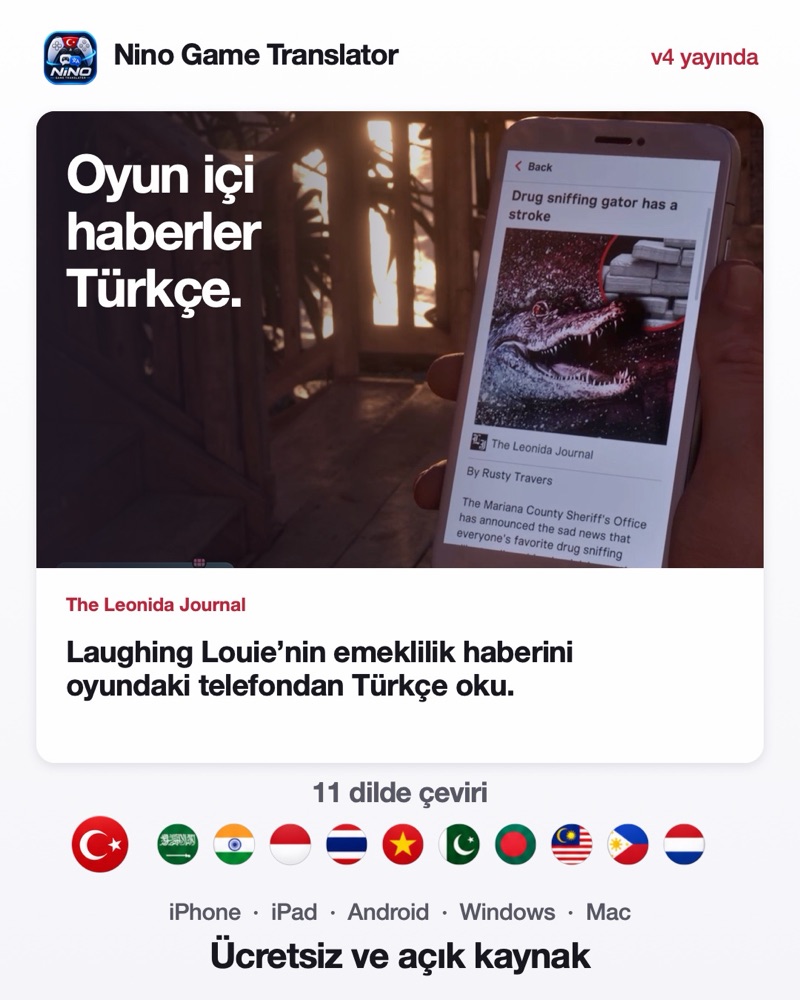 NiNO
Nino Game Translator
v4 yayında
Oyun içi
haberler
Türkçe.
Back
Drug sniffing gator has a
stroke
The Leonida Journal
By Rusty Travers
The Mariana County Sheriff's Office
has announced the sad news that
everyone's favorite drug sniffing
The Leonida Journal
Laughing Louie’nin emeklilik haberini
oyundaki telefondan Türkçe oku.
11 dilde çeviri
iPhone · iPad · Android · Windows · Mac
Ücretsiz ve açık kaynak